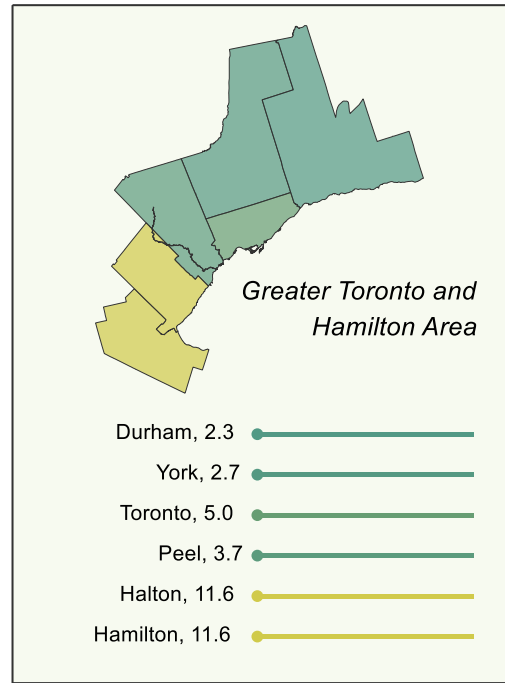 Greater Toronto and
Hamilton Area
Durham, 2.3
York, 2.7
Toronto, 5.0
Peel, 3.7
Halton, 11.6
Hamilton, 11.6